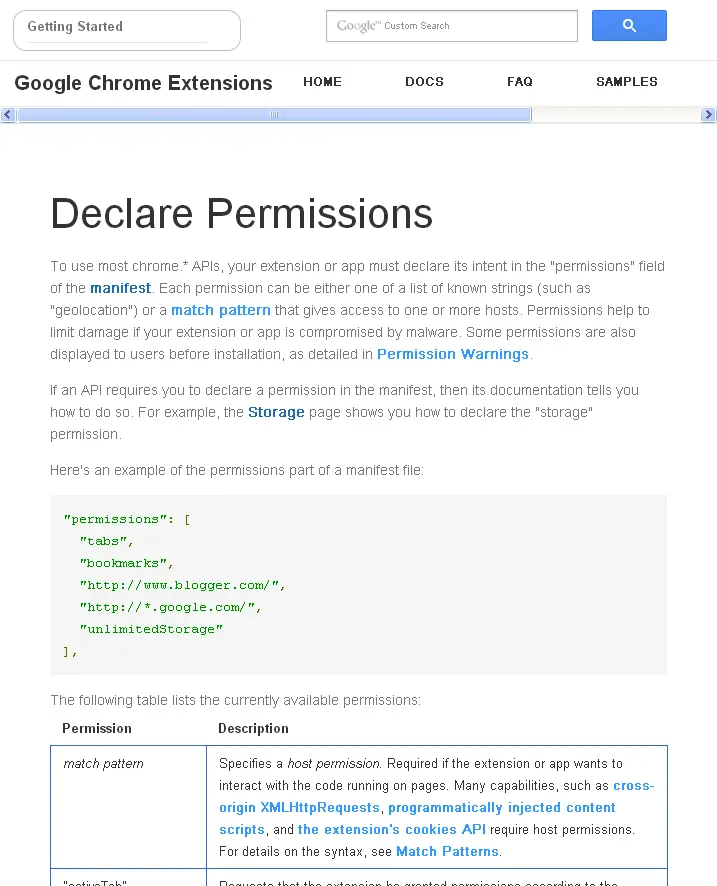 Getting Started
Google™ Custom Search
Google Chrome Extensions
HOME
DOCS
FAQ
SAMPLES
Declare Permissions
To use most chrome.* APIs, your extension or app must declare its intent in the "permissions" field
of the manifest. Each permission can be either one of a list of known strings (such as
"geolocation") or a match pattern that gives access to one or more hosts. Permissions help to
limit damage if your extension or app is compromised by malware. Some permissions are also
displayed to users before installation, as detailed in Permission Warnings.
If an API requires you to declare a permission in the manifest, then its documentation tells you
how to do so. For example, the Storage page shows you how to declare the "storage"
permission.
Here's an example of the permissions part of a manifest file:
"permissions": [
"tabs",
"bookmarks",
"http://www.blogger.com/",
"http://*.google.com/",
"unlimitedStorage"
],
The following table lists the currently available permissions:
Permission
Description
match pattern
Specifies a host permission. Required if the extension or app wants to
interact with the code running on pages. Many capabilities, such as cross-
origin XMLHttpRequests, programmatically injected content
scripts, and the extension's cookies API require host permissions.
For details on the syntax, see Match Patterns.
"activeTab"
Requests that the extension be granted permissions according to the